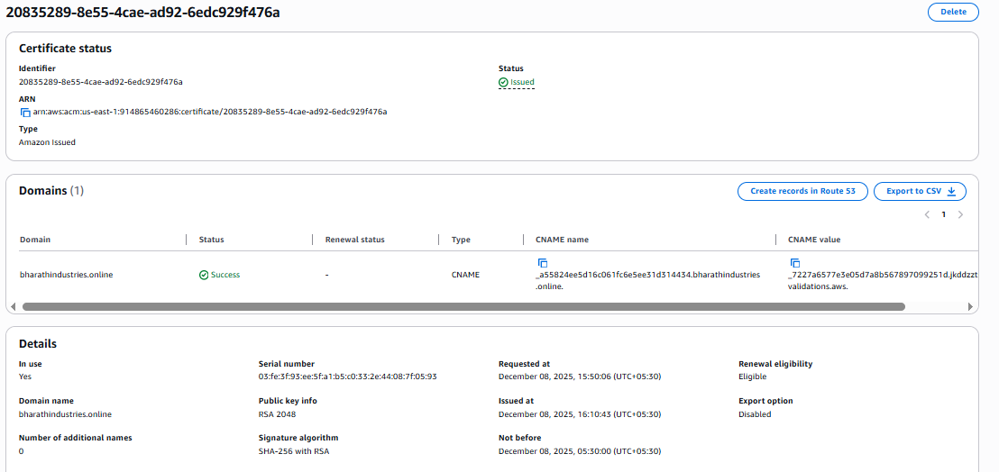 20835289-8e55-4cae-ad92-6edc929f476a
Delete
Certificate status
Identifier
20835289-8e55-4cae-ad92-6edc929f476a
Status
Issued
ARN
arn:aws:acm:us-east-1:914865460286:certificate/20835289-8e55-4cae-ad92-6edc929f476a
Type
Amazon Issued
Domains (1)
Create records in Route 53
Export to CSV
1
Domain
Status
Renewal status
Type
CNAME name
CNAME value
bharathindustries.online
Success
-
CNAME
_a55824ee5d16c061fc6e5ee31d314434.bharathindustries
.online.
_7227a6577e3e05d7a8b567897099251d.jkddzzt
validations.aws.
Details
In use
Yes
Serial number
03:fe:3f:93:ee:5f:a1:b5:c0:33:2e:44:08:7f:05:93
Requested at
December 08, 2025, 15:50:06 (UTC+05:30)
Renewal eligibility
Eligible
Domain name
bharathindustries.online
Public key info
RSA 2048
Issued at
December 08, 2025, 16:10:43 (UTC+05:30)
Export option
Disabled
Number of additional names
0
Signature algorithm
SHA-256 with RSA
Not before
December 08, 2025, 05:30:00 (UTC+05:30)